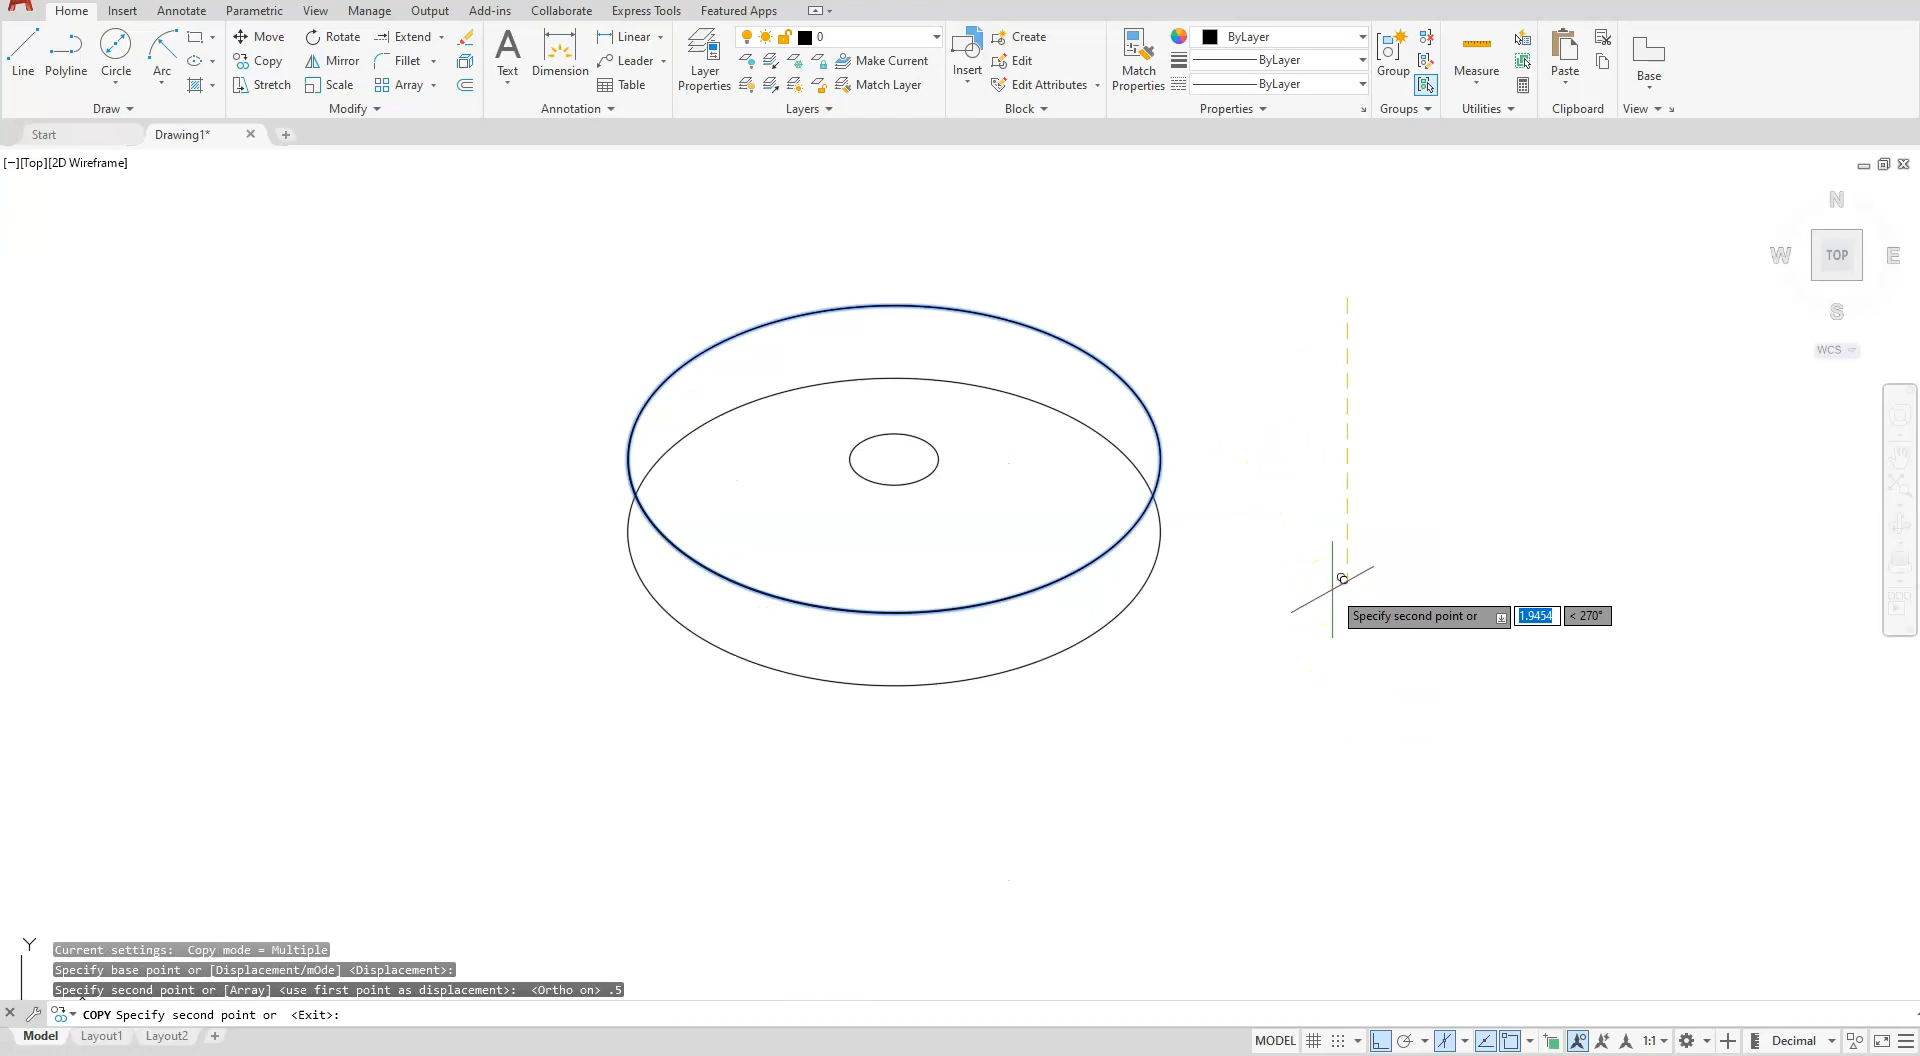 Home Insert Annotate Parametric View Manage Output Add-ins Collaborate Express Tools Featured Apps
Move Rotate Extend Linear 0 Create ByLayer
Line Polyline Circle Arc Copy Mirror Fillet Text Dimension Leader Layer Properties Make Current Insert Edit Match Properties ByLayer Group Measure Paste Base
Stretch Scale Array Table Match Layer Edit Attributes ByLayer
Draw Modify Annotation Layers Block Properties Groups Utilities Clipboard View
Start Drawing1*
[−][Top][2D Wireframe]
N
W TOP E
S
WCS
Specify second point or 1.9454 < 270°
Y
Current settings:  Copy mode = Multiple
Specify base point or [Displacement/mOde] <Displacement>:
Specify second point or [Array] <use first point as displacement>:  <Ortho on> .5
COPY Specify second point or  <Exit>:
Model Layout1 Layout2
MODEL 1:1 Decimal